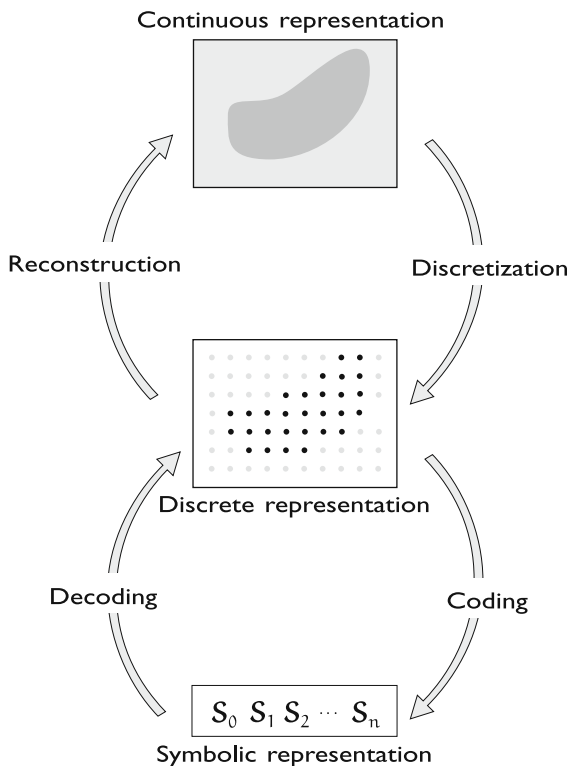 Continuous representation
Reconstruction
Discretization
Discrete representation
Decoding
Coding
S₀ S₁ S₂ ⋯ Sₙ
Symbolic representation